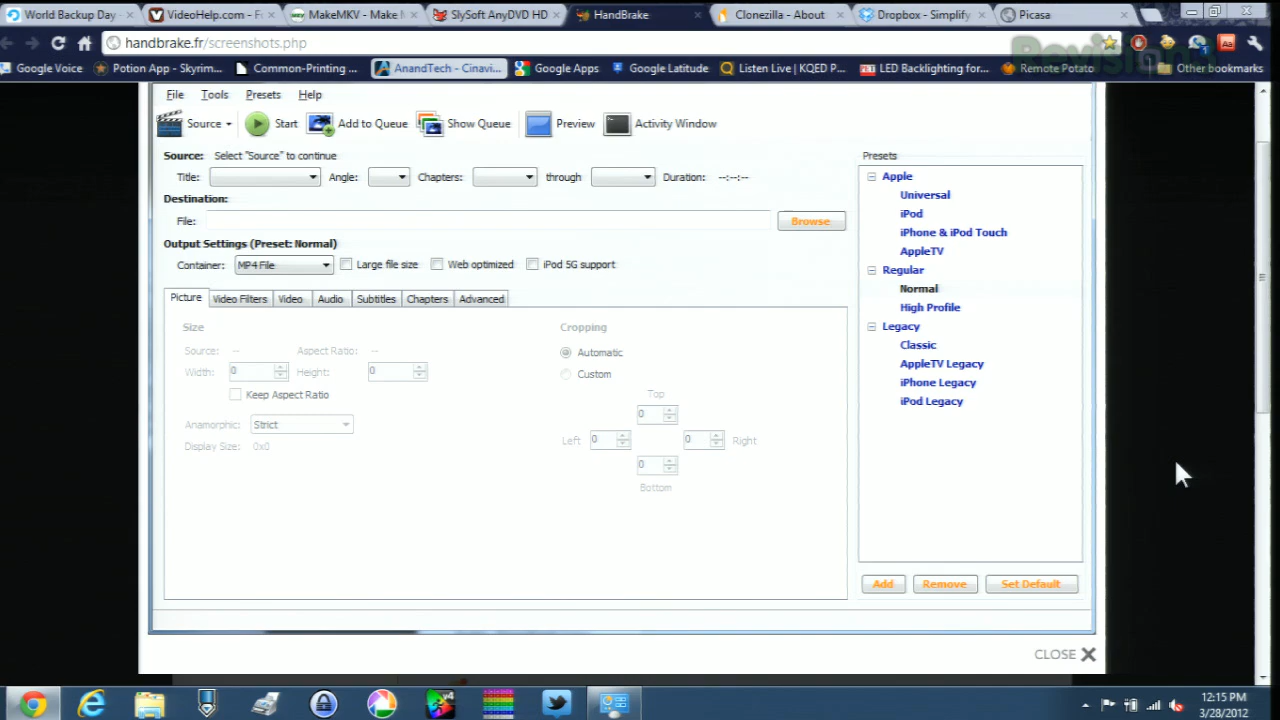 World Backup Day -
VideoHelp.com - F
MakeMKV - Make
SlySoft AnyDVD HD
HandBrake
Clonezilla - About
Dropbox - Simplify
Picasa
handbrake.fr/screenshots.php
Revision3
Google Voice
Potion App - Skyrim...
Common-Printing ...
AnandTech - Cinavi...
Google Apps
Google Latitude
Listen Live | KQED P...
LED Backlighting for...
Remote Potato
Other bookmarks
File Tools Presets Help
Source Start Add to Queue Show Queue Preview Activity Window
Source: Select "Source" to continue
Title: Angle: Chapters: through Duration: --:--:--
Destination:
File: Browse
Output Settings (Preset: Normal)
Container: MP4 File Large file size Web optimized iPod 5G support
Picture Video Filters Video Audio Subtitles Chapters Advanced
Size
Source: -- Aspect Ratio: --
Width: 0 Height: 0
Keep Aspect Ratio
Anamorphic: Strict
Display Size: 0x0
Cropping
Automatic
Custom
Top
0
Left 0 0 Right
0
Bottom
Presets
Apple
Universal
iPod
iPhone & iPod Touch
AppleTV
Regular
Normal
High Profile
Legacy
Classic
AppleTV Legacy
iPhone Legacy
iPod Legacy
Add Remove Set Default
CLOSE
12:15 PM
3/28/2012